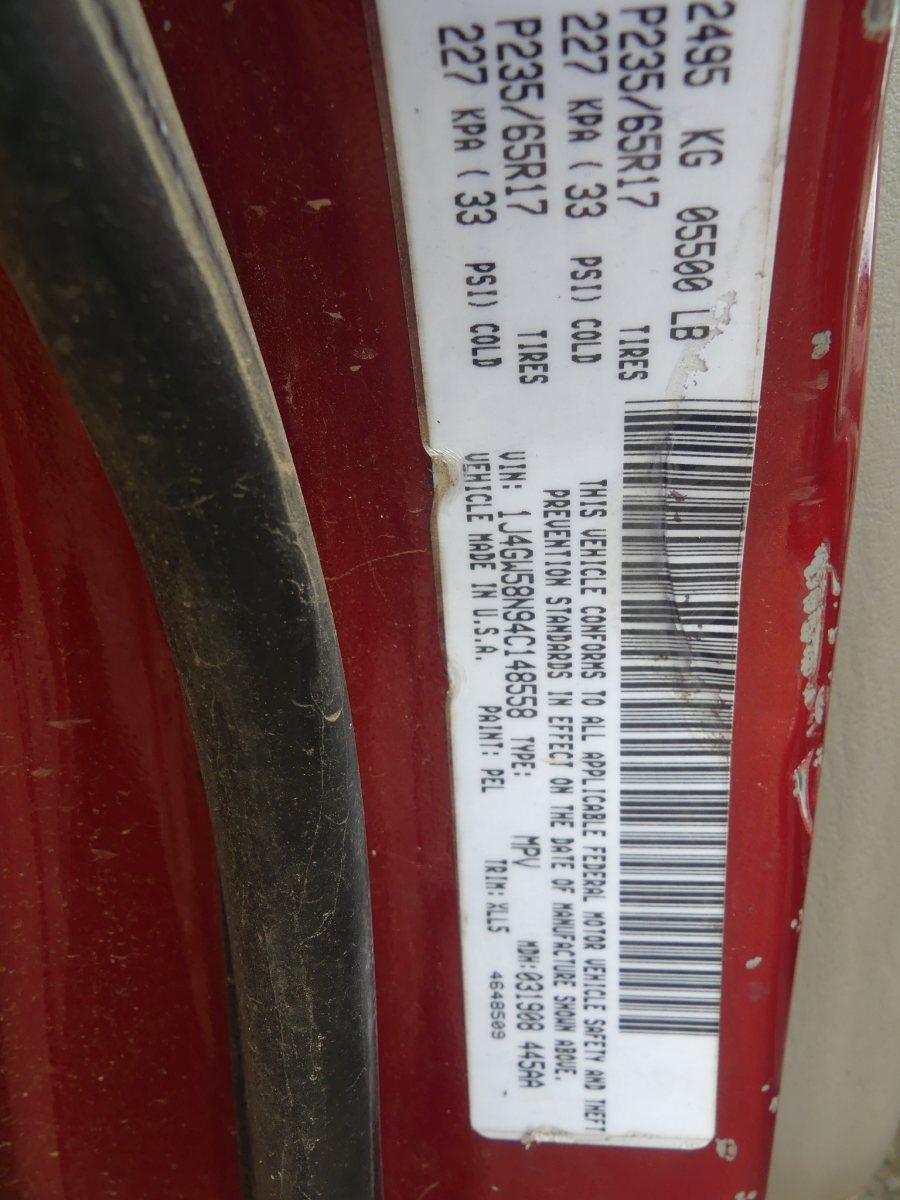 2495 KG 05500 LB
P235/65R17 TIRES
227 KPA ( 33 PSI) COLD
P235/65R17 TIRES
227 KPA ( 33 PSI) COLD
THIS VEHICLE CONFORMS TO ALL APPLICABLE FEDERAL MOTOR VEHICLE SAFETY AND THEFT
PREVENTION STANDARDS IN EFFECT ON THE DATE OF MANUFACTURE SHOWN ABOVE.
VIN: 1J4GW58N94C148558 TYPE: MPV MDH:031908 445AA
VEHICLE MADE IN U.S.A. PAINT: PEL TRIM: XLL5 4648509